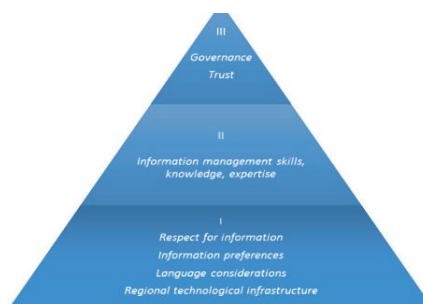 III
Governance
Trust
II
Information management skills,
knowledge, expertise
I
Respect for information
Information preferences
Language considerations
Regional technological infrastructure